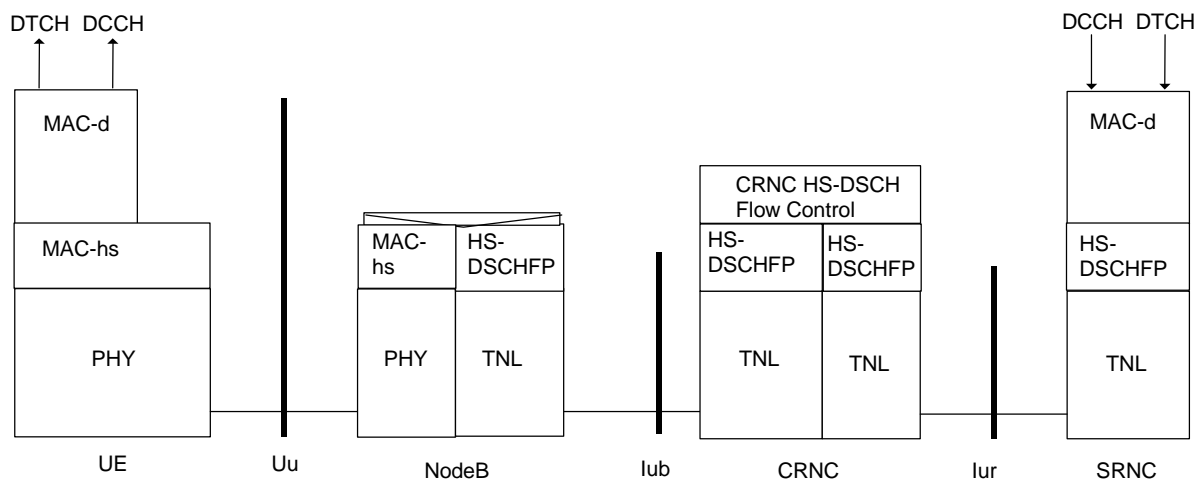 DTCH DCCH
DCCH DTCH
MAC-d
MAC-d
CRNC HS-DSCH
Flow Control
MAC-hs
MAC-
hs
HS-
DSCHFP
HS-
DSCHFP
HS-
DSCHFP
HS-
DSCHFP
PHY
PHY
TNL
TNL
TNL
TNL
UE
Uu
NodeB
Iub
CRNC
Iur
SRNC